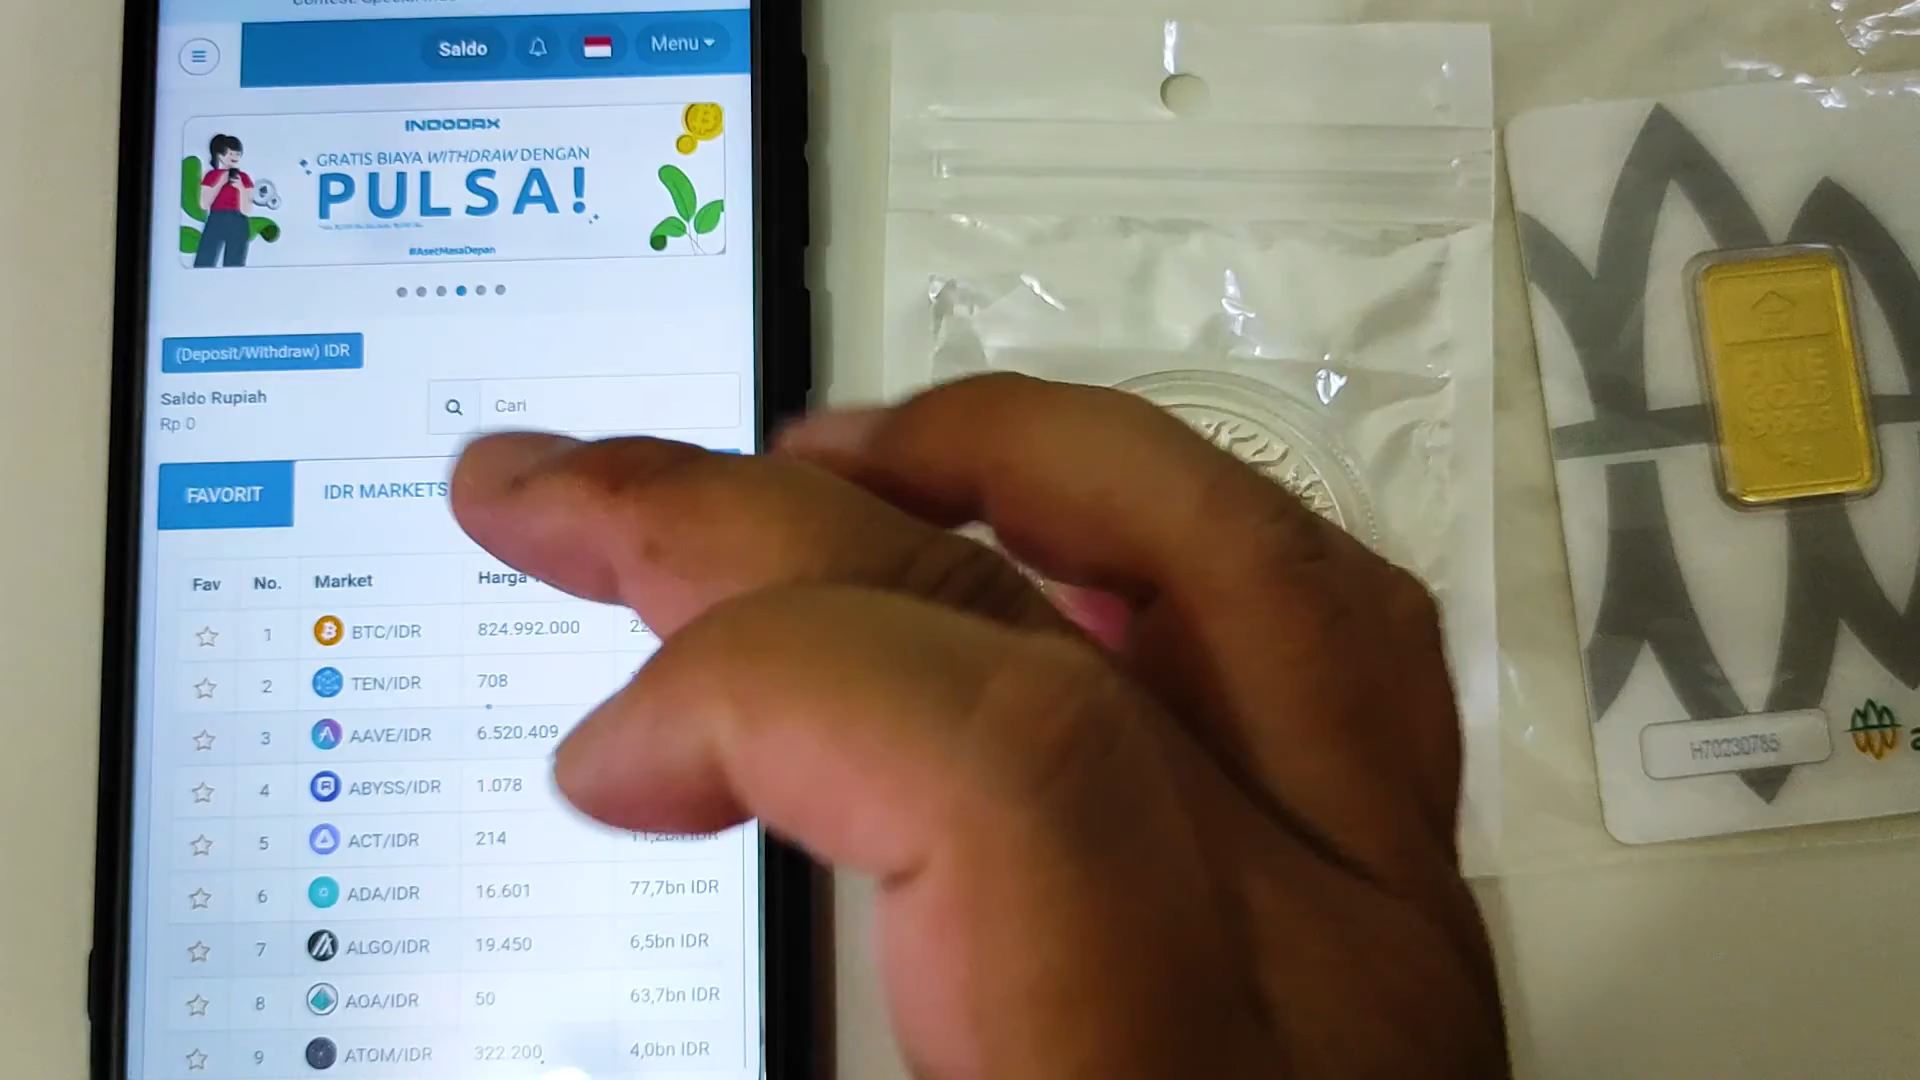 Saldo
Menu
INDODAX
GRATIS BIAYA WITHDRAW DENGAN
PULSA!
#AsetMasaDepan
(Deposit/Withdraw) IDR
Saldo Rupiah
Rp 0
Cari
FAVORIT
IDR MARKETS
Fav No. Market Harga
1 BTC/IDR 824.992.000
2 TEN/IDR 708
3 AAVE/IDR 6.520.409
4 ABYSS/IDR 1.078
5 ACT/IDR 214
6 ADA/IDR 16.601 77,7bn IDR
7 ALGO/IDR 19.450 6,5bn IDR
8 AOA/IDR 50 63,7bn IDR
9 ATOM/IDR 322.200 4,0bn IDR
FINE
GOLD
999.9
H70230785